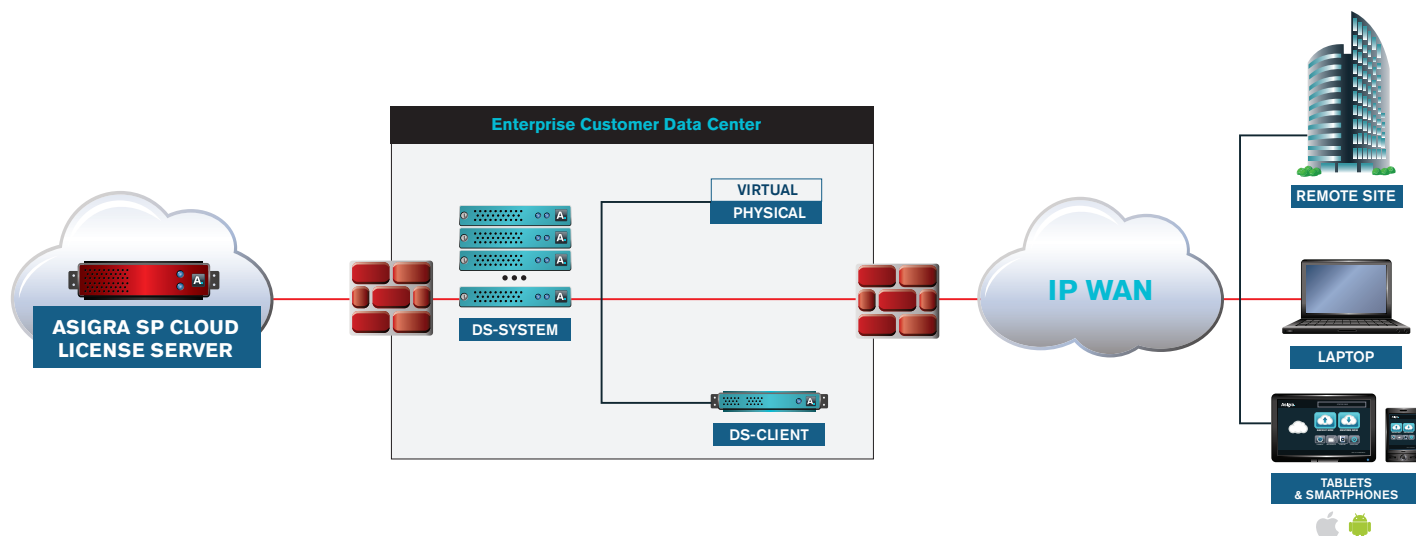 Enterprise Customer Data Center
VIRTUAL
PHYSICAL
DS-SYSTEM
DS-CLIENT
ASIGRA SP CLOUD
LICENSE SERVER
IP WAN
REMOTE SITE
LAPTOP
Asigra.
TABLETS
& SMARTPHONES